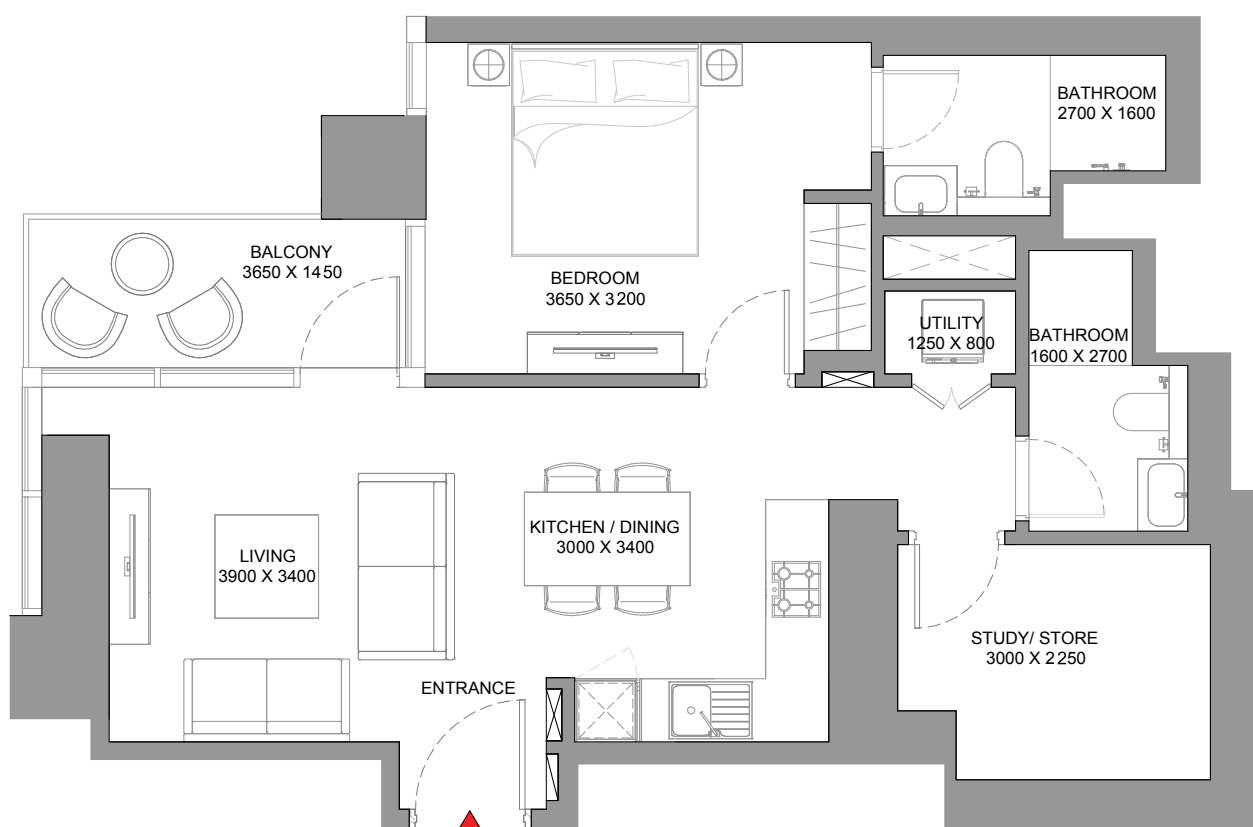 BATHROOM
2700 X 1600
BALCONY
3650 X 1450
BEDROOM
3650 X 3200
UTILITY
1250 X 800
BATHROOM
1600 X 2700
KITCHEN / DINING
3000 X 3400
LIVING
3900 X 3400
STUDY/ STORE
3000 X 2250
ENTRANCE